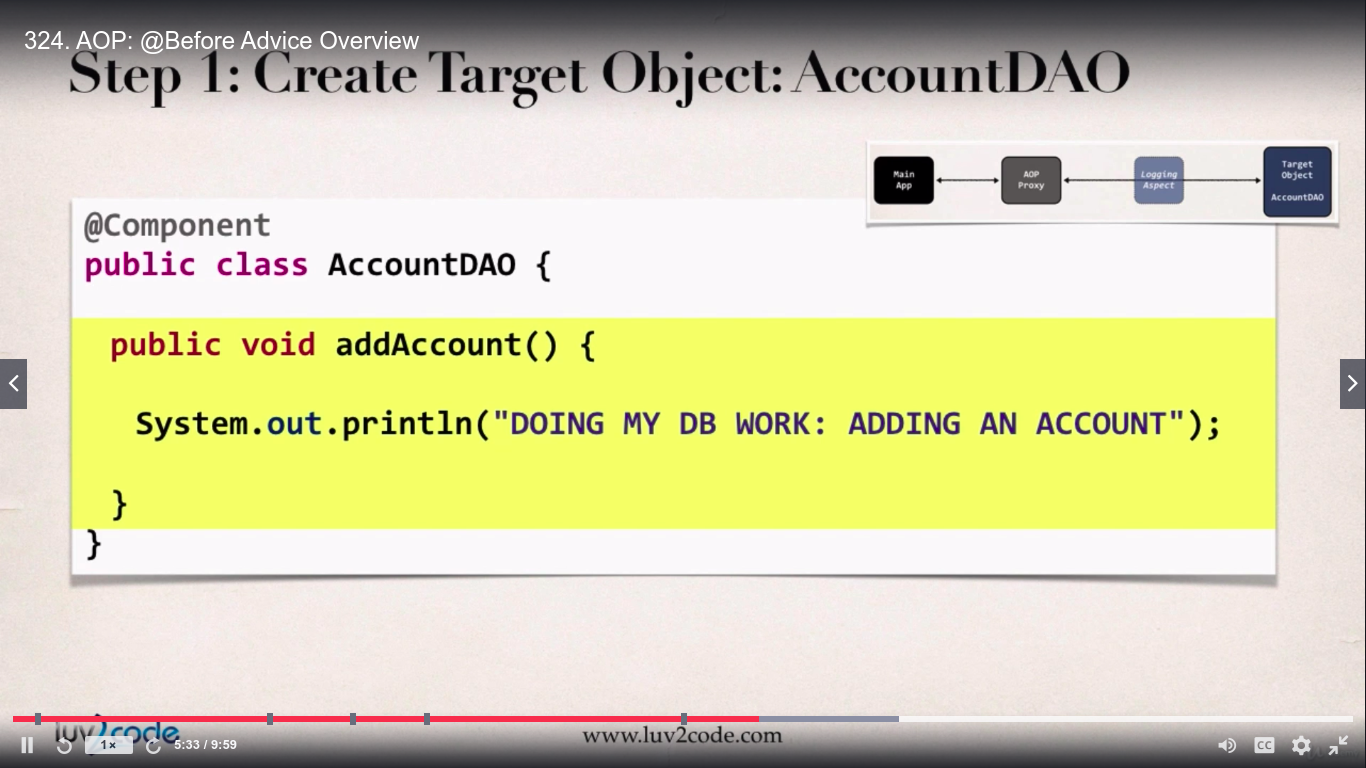 324. AOP: @Before Advice Overview
Step 1: Create Target Object: AccountDAO
Main
App
AOP
Proxy
Logging
Aspect
Target
Object
AccountDAO
@Component
public class AccountDAO {
public void addAccount() {
System.out.println("DOING MY DB WORK: ADDING AN ACCOUNT");
}
}
luv2code
www.luv2code.com
1×
5:33 / 9:59
CC